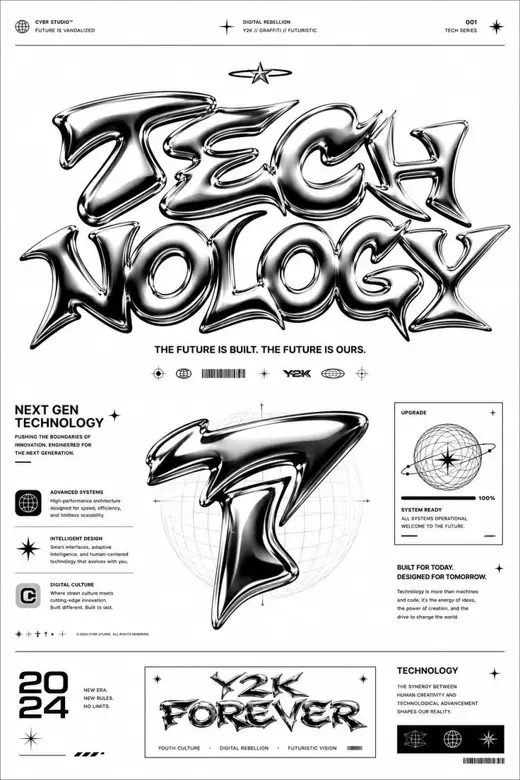 CYBR STUDIO™
FUTURE IS VANDALIZED
DIGITAL REBELLION
Y2K // GRAFFITI // FUTURISTIC
001
TECH SERIES
TECH
NOLOGY
THE FUTURE IS BUILT. THE FUTURE IS OURS.
Y2K
NEXT GEN
TECHNOLOGY
PUSHING THE BOUNDARIES OF
INNOVATION. ENGINEERED FOR
THE NEXT GENERATION.
ADVANCED SYSTEMS
High-performance architecture
designed for speed, efficiency,
and limitless scalability.
INTELLIGENT DESIGN
Smart interfaces, adaptive
intelligence, and human-centered
technology that evolves with you.
DIGITAL CULTURE
Where street culture meets
cutting-edge innovation.
Built different. Built to last.
© 2024 CYBR STUDIO. ALL RIGHTS RESERVED.
T
UPGRADE
100%
SYSTEM READY
ALL SYSTEMS OPERATIONAL
WELCOME TO THE FUTURE.
BUILT FOR TODAY.
DESIGNED FOR TOMORROW.
Technology is more than machines
and code. It's the energy of ideas,
the power of creation, and the
drive to change the world.
20
24
NEW ERA.
NEW RULES.
NO LIMITS.
Y2K
FOREVER
YOUTH CULTURE • DIGITAL REBELLION • FUTURISTIC VISION
TECHNOLOGY
THE SYNERGY BETWEEN
HUMAN CREATIVITY AND
TECHNOLOGICAL ADVANCEMENT
SHAPES OUR REALITY.